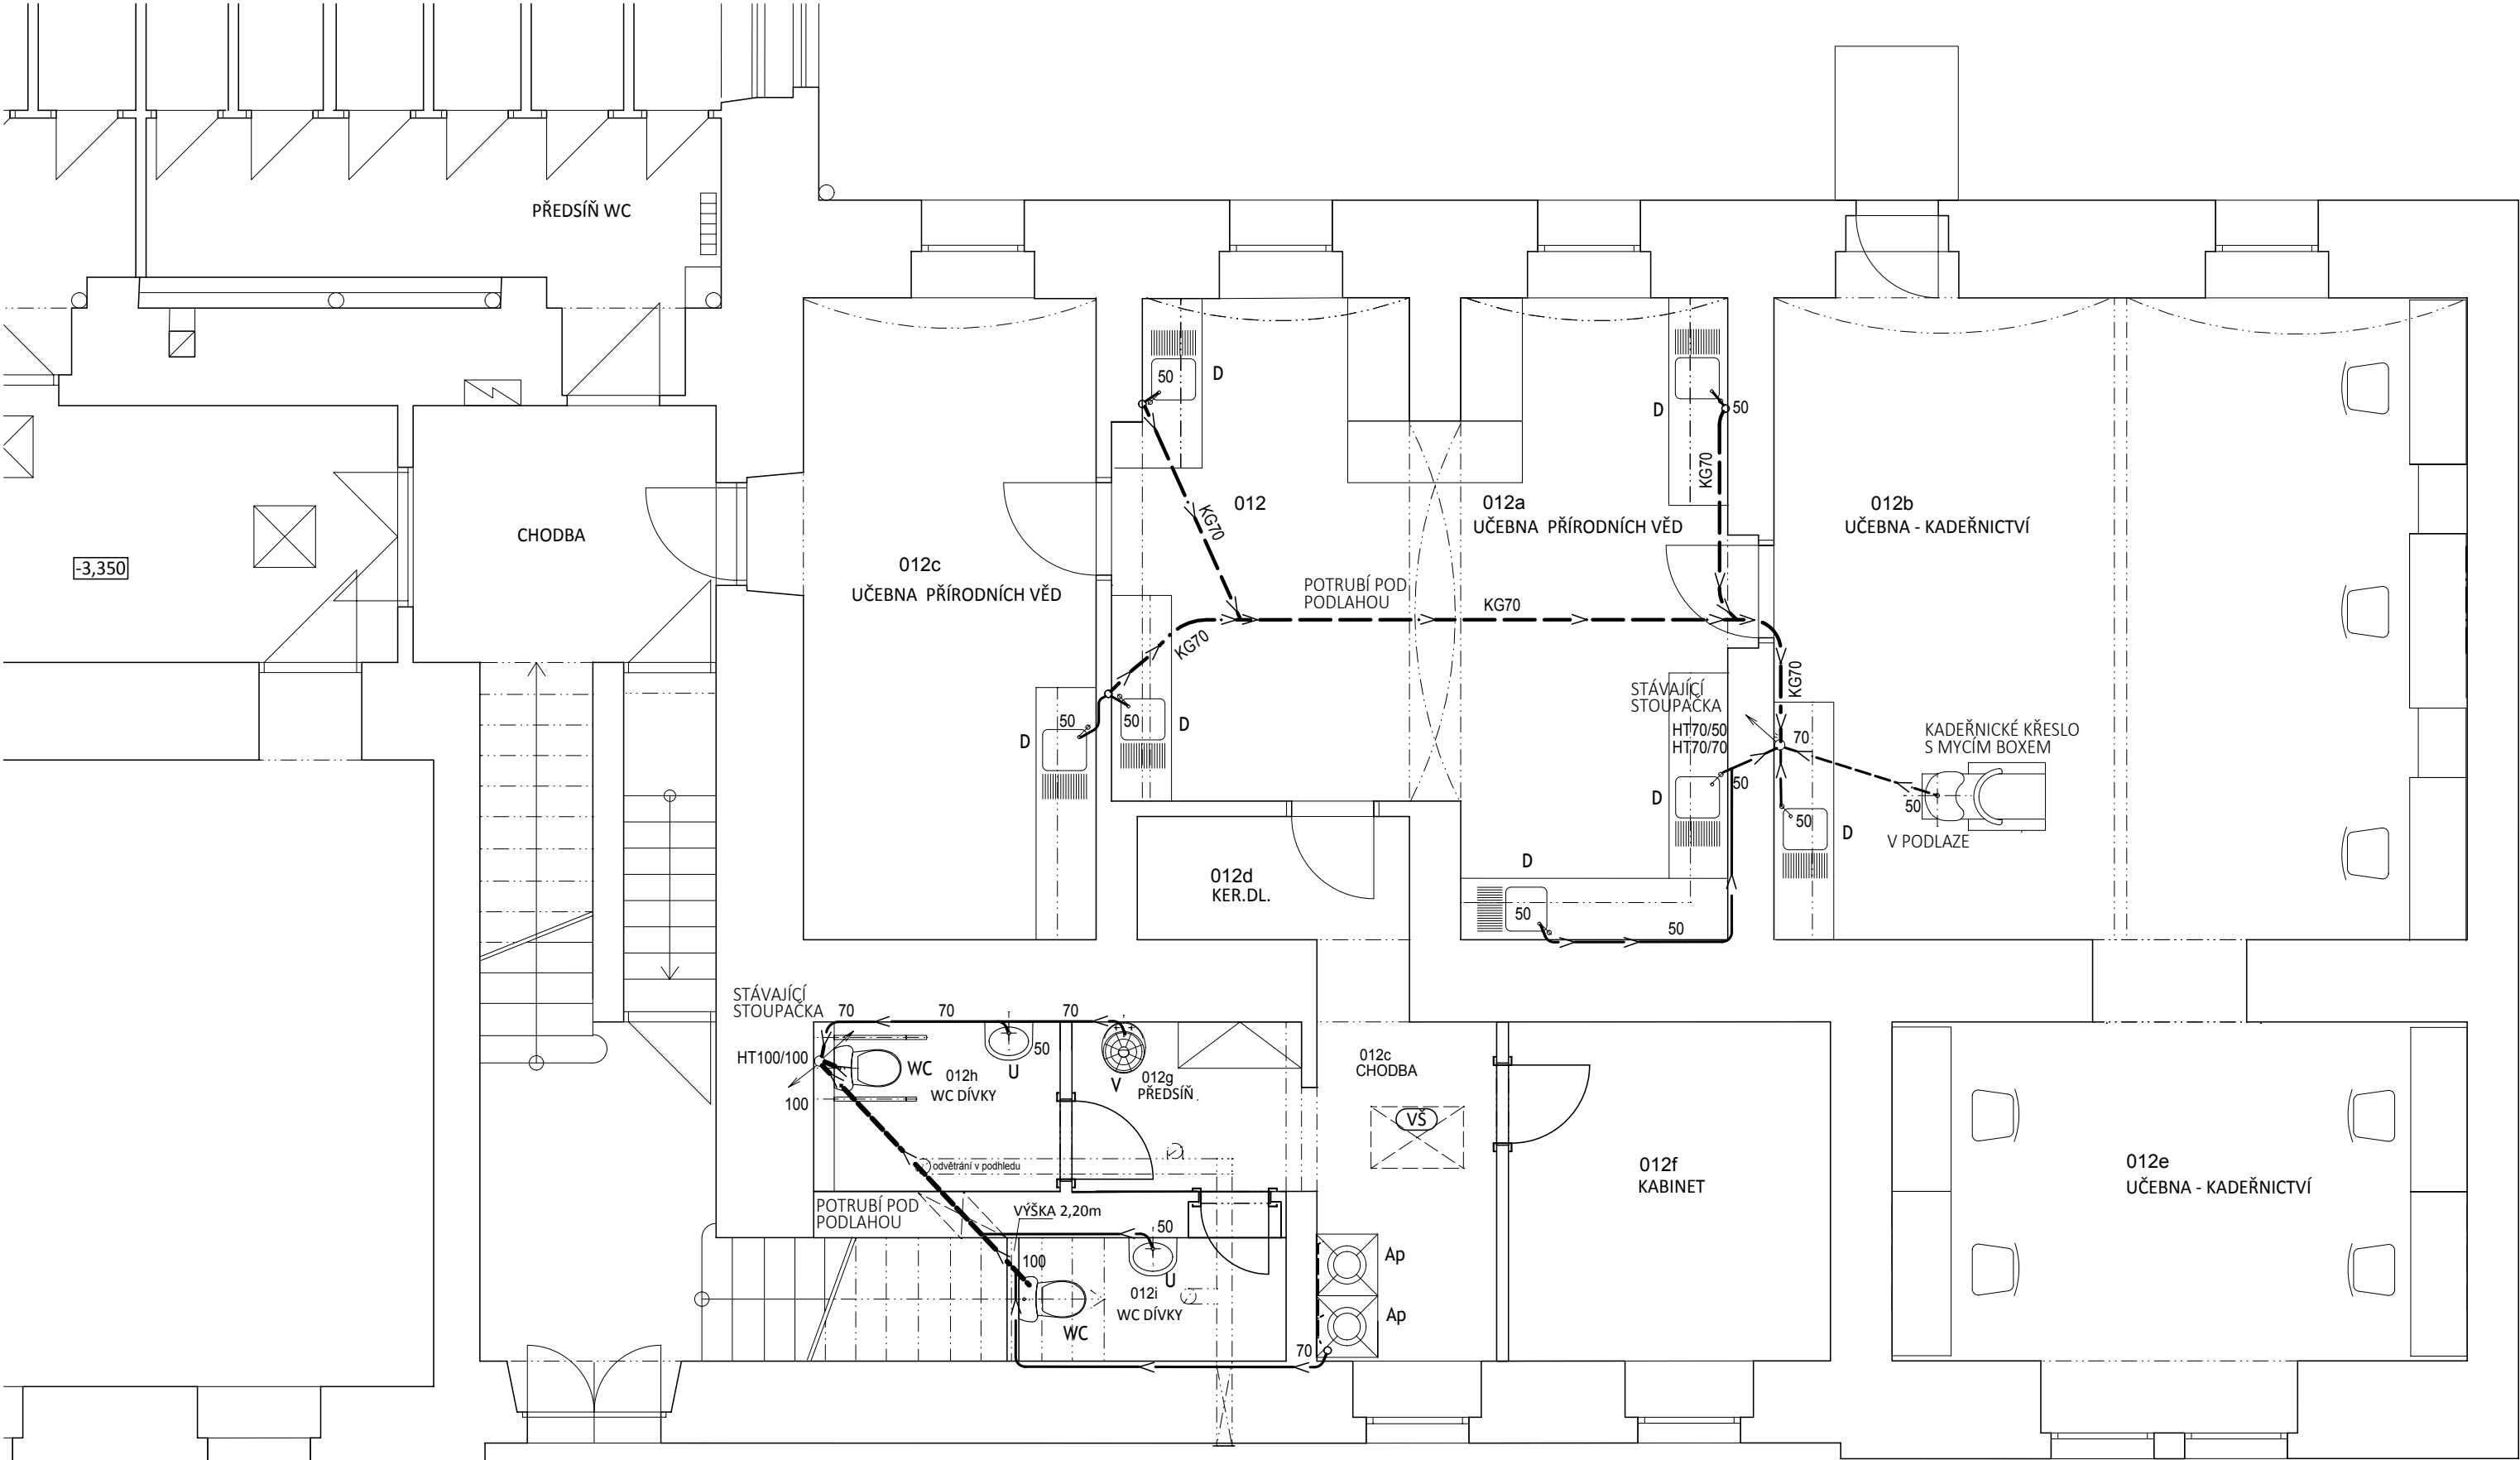 PŘEDSÍŇ WC
50
D
D
50
KG70
012
012a
UČEBNA PŘÍRODNÍCH VĚD
012b
UČEBNA - KADEŘNICTVÍ
CHODBA
KG70
-3,350
012c
UČEBNA PŘÍRODNÍCH VĚD
POTRUBÍ POD
PODLAHOU
KG70
KG70
KG70
STÁVAJÍCÍ
STOUPAČKA
HT70/50
HT70/70
70
KADEŘNICKÉ KŘESLO
S MYCÍM BOXEM
50
50
D
D
50
D
50
50
D
V PODLAZE
D
012d
KER.DL.
50
50
STÁVAJÍCÍ
STOUPAČKA
70
70
70
HT100/100
WC
50
U
012h
WC DÍVKY
V
012g
PŘEDSÍŇ
012c
CHODBA
100
VŠ
odvětrání v podhledu
012f
KABINET
012e
UČEBNA - KADEŘNICTVÍ
POTRUBÍ POD
PODLAHOU
VÝŠKA 2,20m
50
100
U
Ap
012i
WC DÍVKY
WC
Ap
70